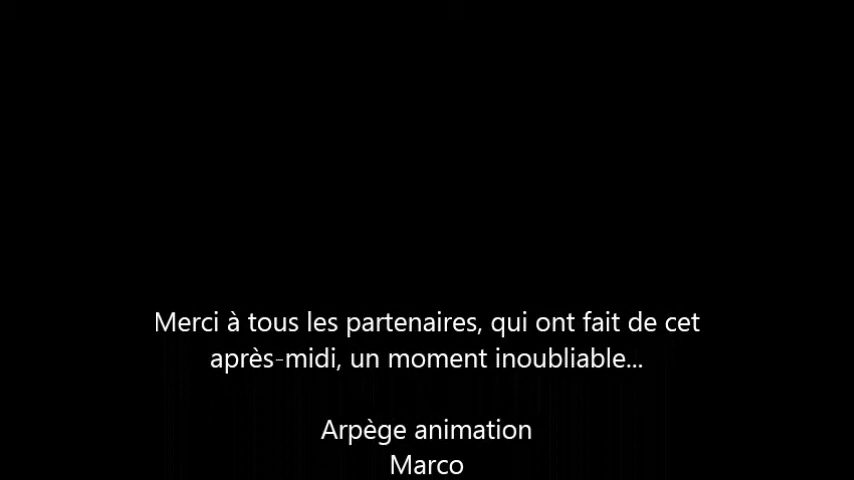 Merci à tous les partenaires, qui ont fait de cet
après-midi, un moment inoubliable...
Arpège animation
Marco